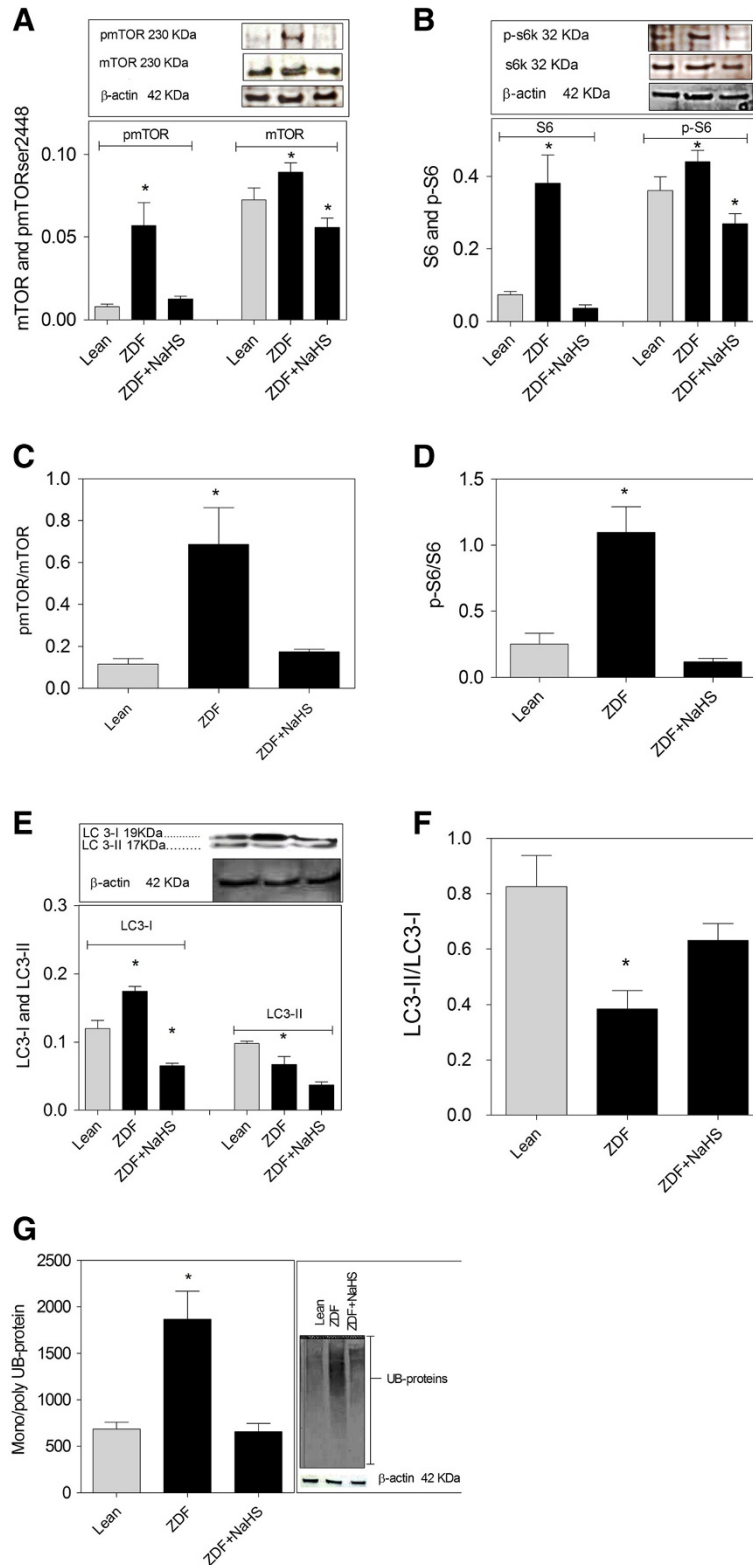 A
pmTOR 230 KDa
mTOR 230 KDa
β-actin 42 KDa
pmTOR mTOR
mTOR and pmTORser2448
0.10
0.05
0.00
* * *
Lean ZDF ZDF+NaHS Lean ZDF ZDF+NaHS
B
p-s6k 32 KDa
s6k 32 KDa
β-actin 42 KDa
S6 p-S6
S6 and p-S6
0.4
0.2
0.0
* * *
Lean ZDF ZDF+NaHS Lean ZDF ZDF+NaHS
C
pmTOR/mTOR
1.0
0.8
0.6
0.4
0.2
0.0
*
Lean ZDF ZDF+NaHS
D
p-S6/S6
1.5
1.0
0.5
0.0
*
Lean ZDF ZDF+NaHS
E
LC 3-I 19KDa............
LC 3-II 17KDa.........
β-actin 42 KDa
LC3-I and LC3-II
0.3
0.2
0.1
0.0
LC3-I
LC3-II
* * *
Lean ZDF ZDF+NaHS Lean ZDF ZDF+NaHS
F
LC3-II/LC3-I
1.0
0.8
0.6
0.4
0.2
0.0
*
Lean ZDF ZDF+NaHS
G
Mono/poly UB-protein
2500
2000
1500
1000
500
0
*
Lean ZDF ZDF+NaHS
Lean ZDF ZDF+NaHS
UB-proteins
β-actin 42 KDa